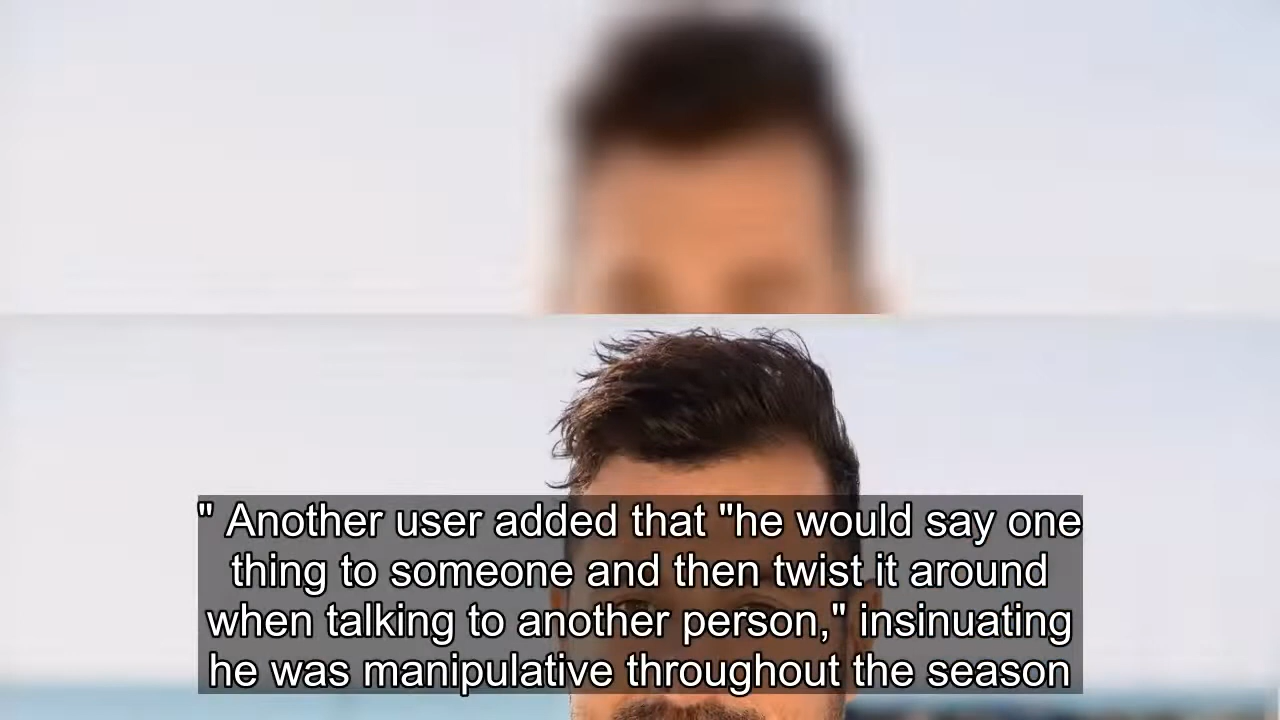 " Another user added that "he would say one
thing to someone and then twist it around
when talking to another person," insinuating
he was manipulative throughout the season